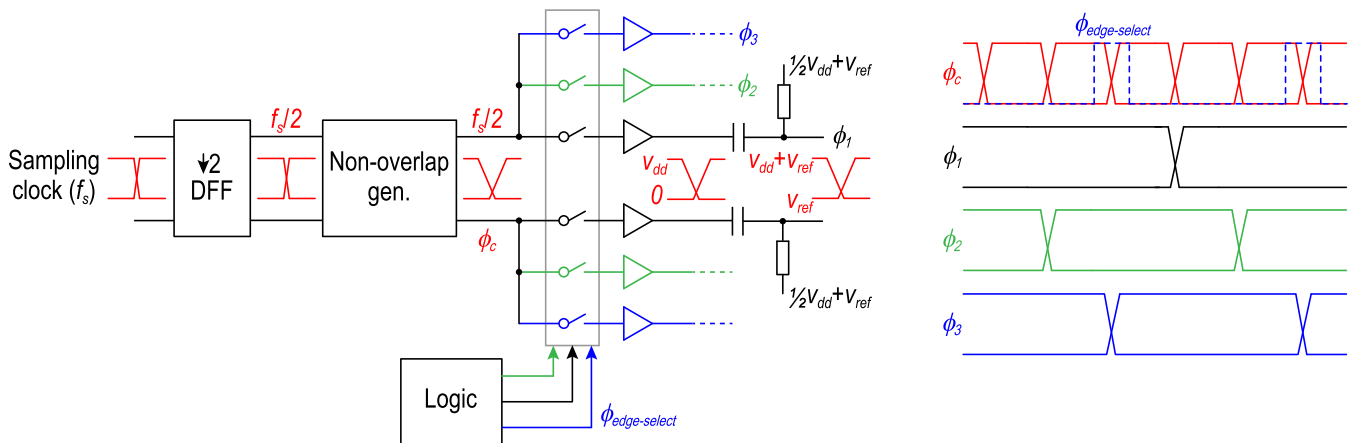 Sampling
clock (fs)
↓2
DFF
fs/2
Non-overlap
gen.
fs/2
ϕc
ϕ3
ϕ2
½vdd+vref
ϕ1
vdd
0
vdd+vref
vref
½vdd+vref
Logic
ϕedge-select
ϕedge-select
ϕc
ϕ1
ϕ2
ϕ3